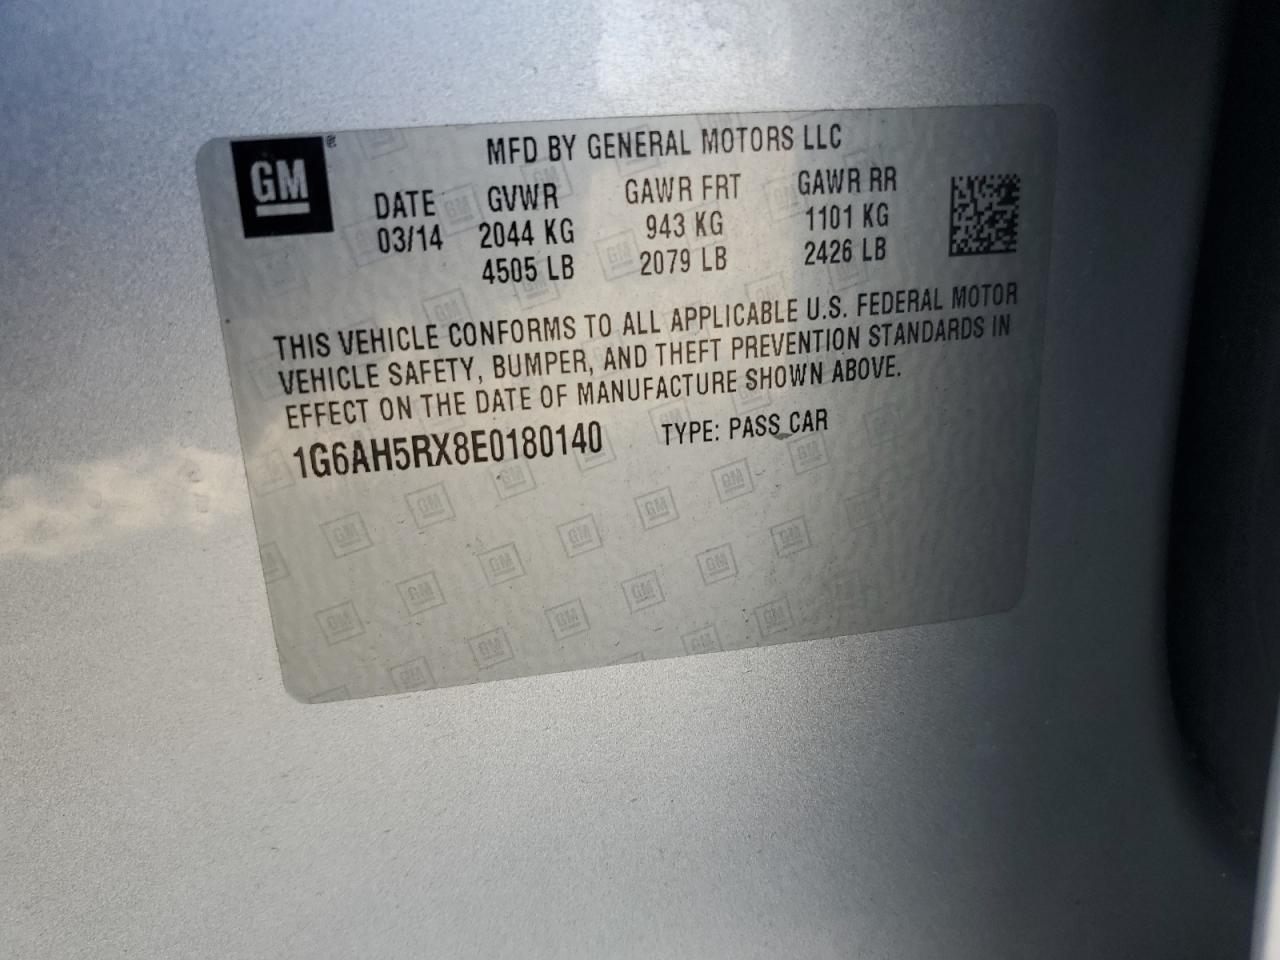 GM
MFD BY GENERAL MOTORS LLC
DATE GVWR GAWR FRT GAWR RR
03/14 2044 KG 943 KG 1101 KG
4505 LB 2079 LB 2426 LB
THIS VEHICLE CONFORMS TO ALL APPLICABLE U.S. FEDERAL MOTOR
VEHICLE SAFETY, BUMPER, AND THEFT PREVENTION STANDARDS IN
EFFECT ON THE DATE OF MANUFACTURE SHOWN ABOVE.
1G6AH5RX8E0180140 TYPE: PASS CAR